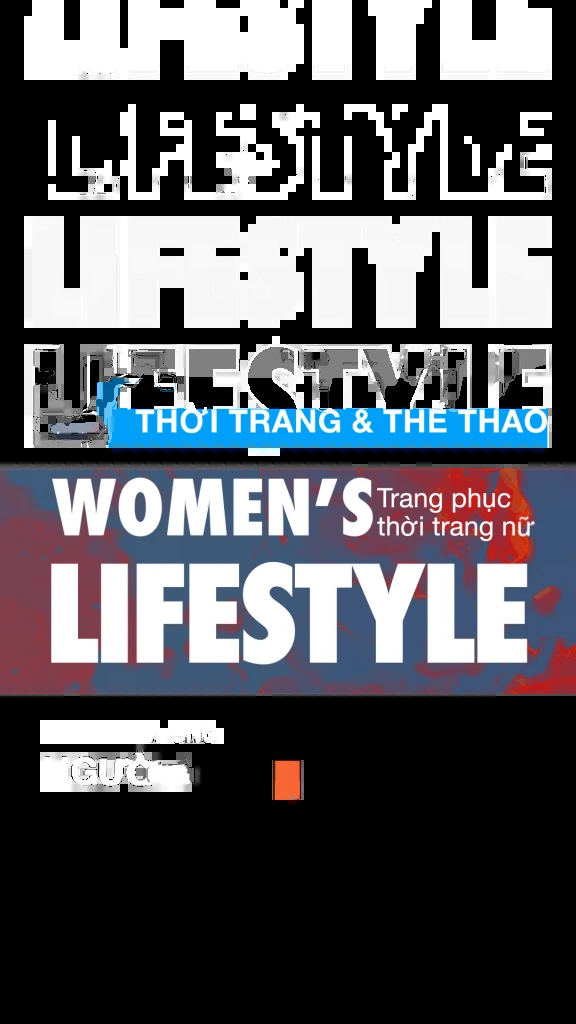 LIFESTYLE
LIFESTYLE
LIFESTYLE
LIFESTYLE
THỜI TRANG & THỂ THAO
WOMEN’S Trang phục
thời trang nữ
LIFESTYLE